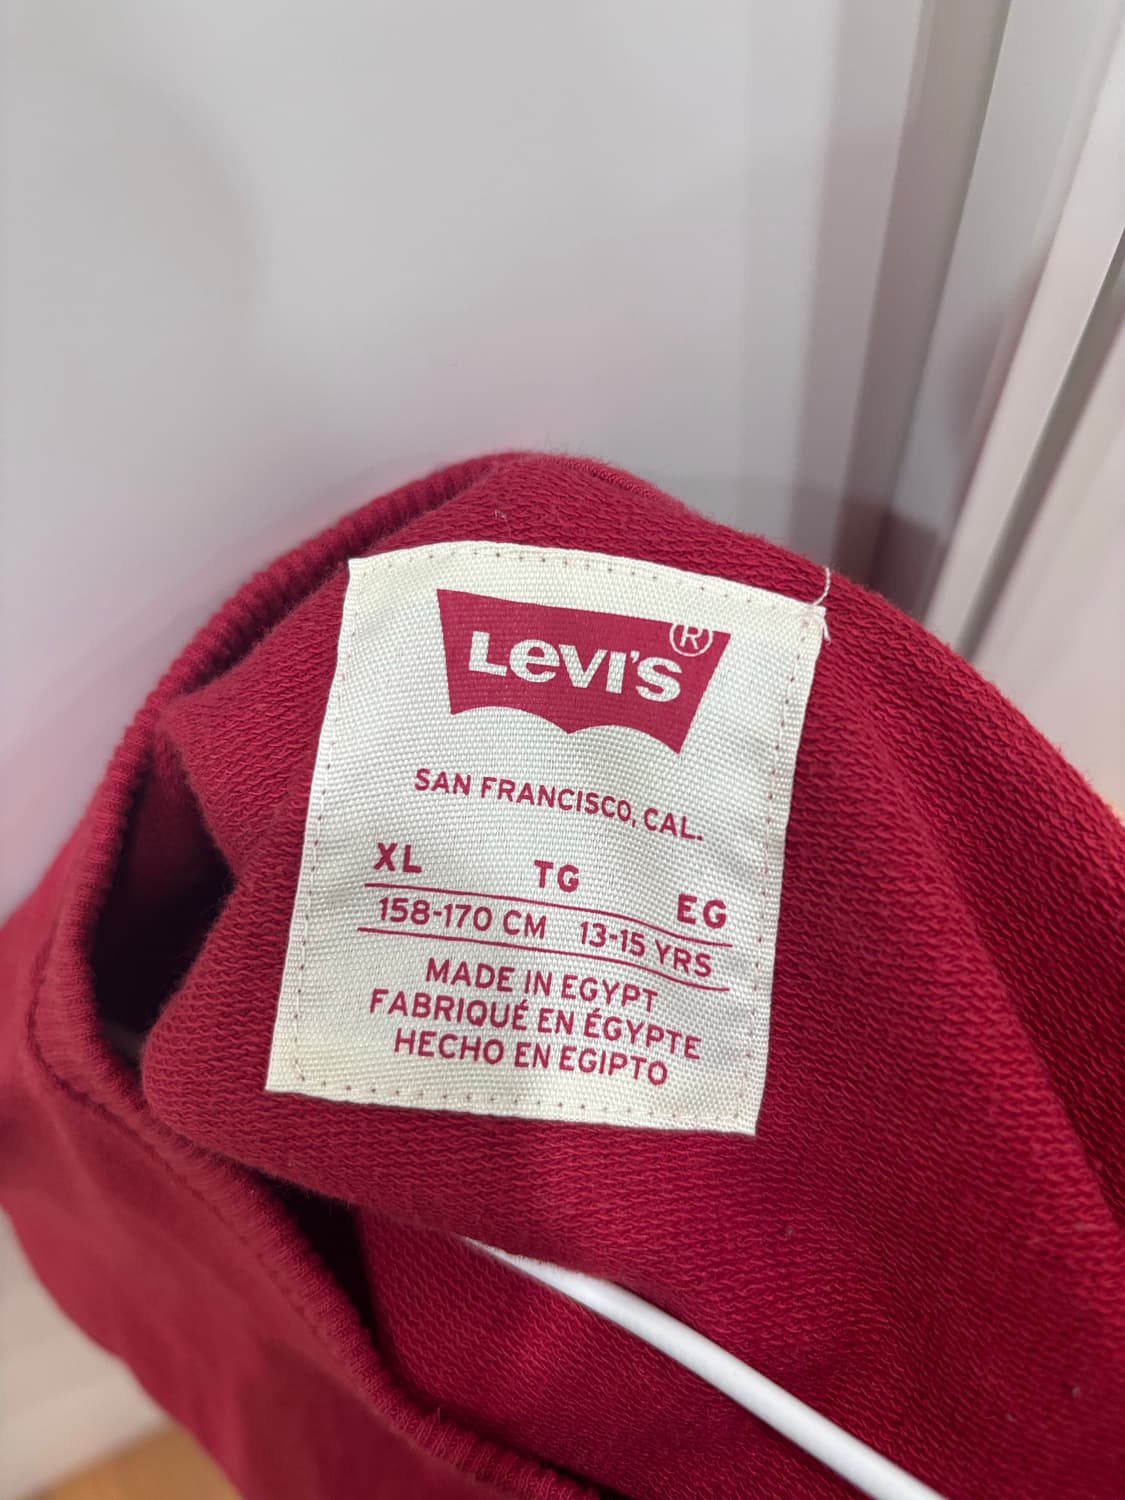 Levi's®
SAN FRANCISCO, CAL.
XL TG EG
158-170 CM 13-15 YRS
MADE IN EGYPT
FABRIQUÉ EN ÉGYPTE
HECHO EN EGIPTO